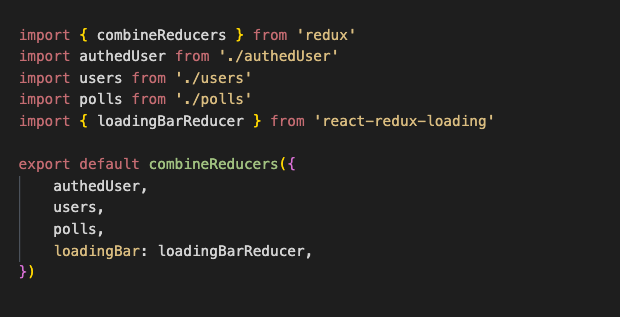 import { combineReducers } from 'redux'
import authedUser from './authedUser'
import users from './users'
import polls from './polls'
import { loadingBarReducer } from 'react-redux-loading'

export default combineReducers({
    authedUser,
    users,
    polls,
    loadingBar: loadingBarReducer,
})